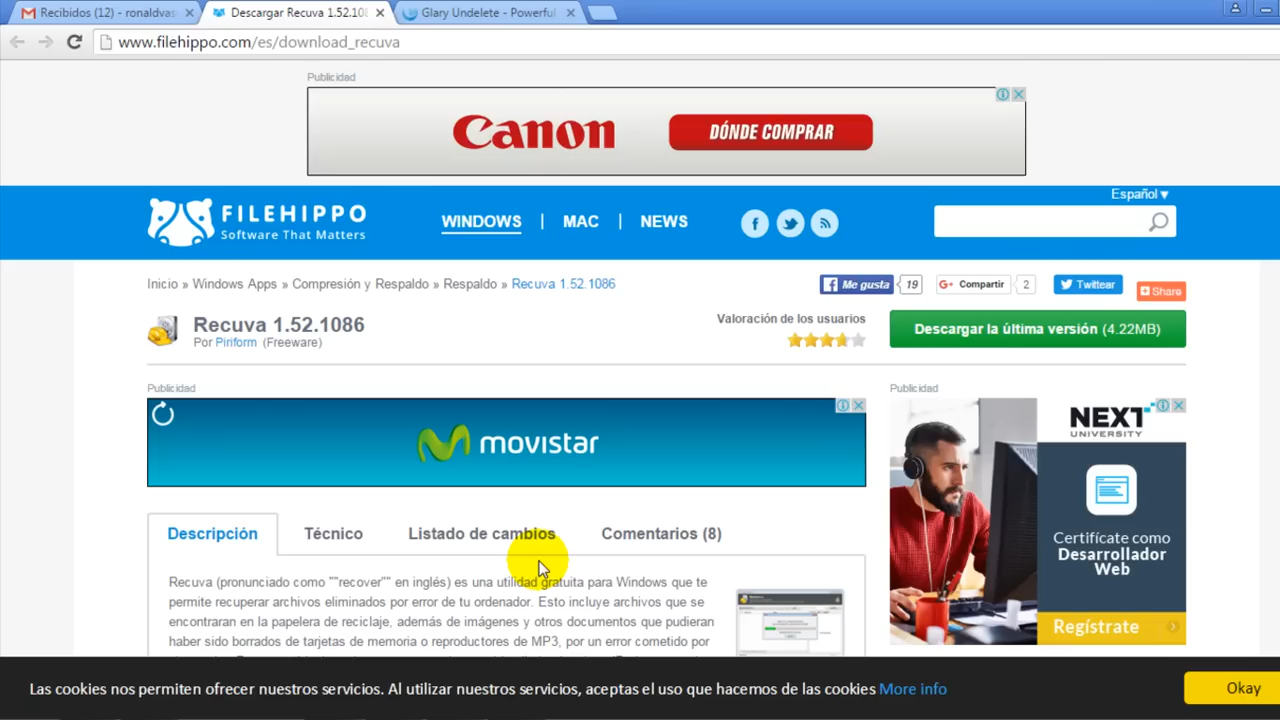 Recibidos (12) - ronaldvas
Descargar Recuva 1.52.108
Glary Undelete - Powerful
www.filehippo.com/es/download_recuva
Publicidad
Canon
DÓNDE COMPRAR
Español
FILEHIPPO
Software That Matters
WINDOWS | MAC | NEWS
Inicio » Windows Apps » Compresión y Respaldo » Respaldo » Recuva 1.52.1086
Me gusta 19
Compartir 2
Twittear
Share
Recuva 1.52.1086
Por Piriform (Freeware)
Valoración de los usuarios
Descargar la última versión (4.22MB)
Publicidad
movistar
Publicidad
NEXT
UNIVERSITY
Certifícate como
Desarrollador
Web
Regístrate
Descripción
Técnico
Listado de cambios
Comentarios (8)
Recuva (pronunciado como ""recover"" en inglés) es una utilidad gratuita para Windows que te
permite recuperar archivos eliminados por error de tu ordenador. Esto incluye archivos que se
encontraran en la papelera de reciclaje, además de imágenes y otros documentos que pudieran
haber sido borrados de tarjetas de memoria o reproductores de MP3, por un error cometido por
Las cookies nos permiten ofrecer nuestros servicios. Al utilizar nuestros servicios, aceptas el uso que hacemos de las cookies More info
Okay